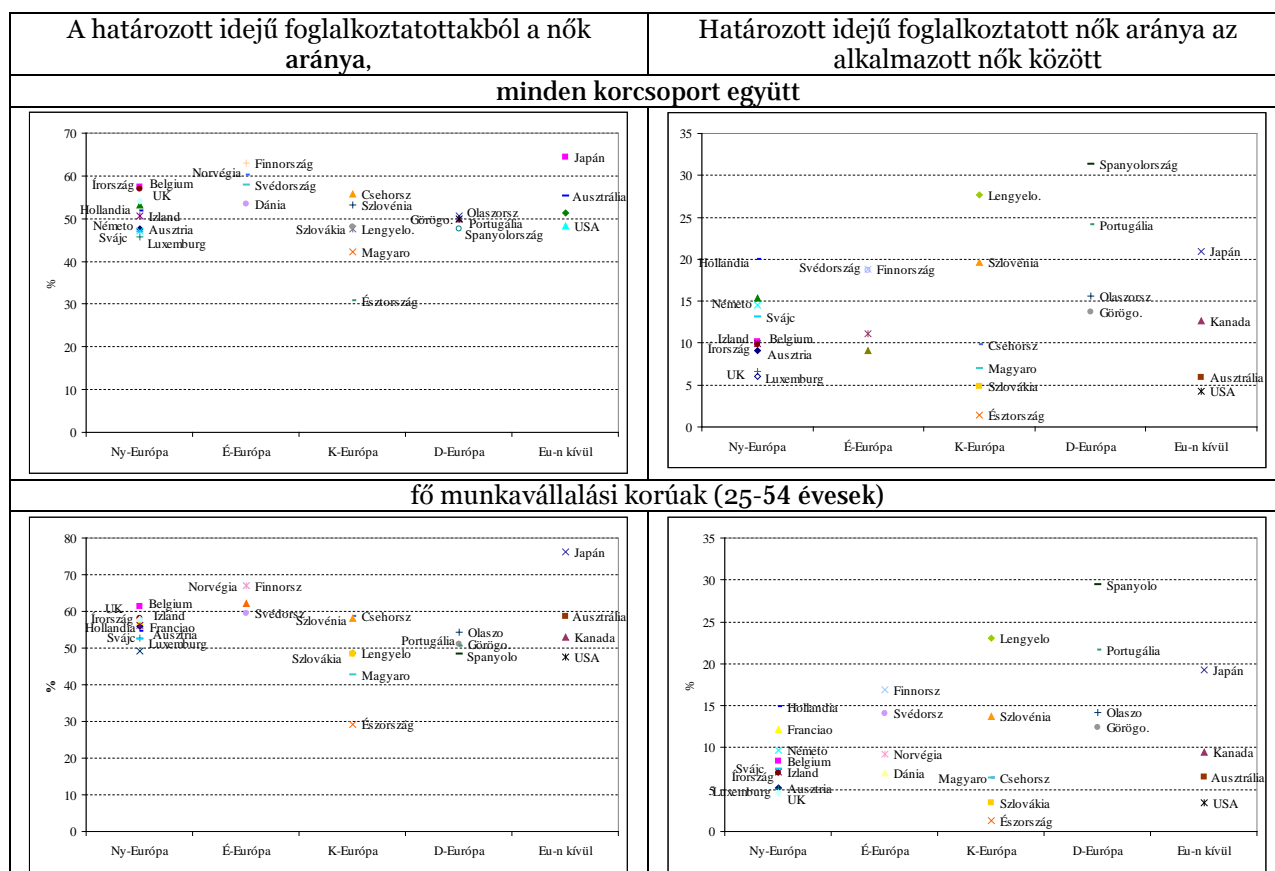 A határozott idejű foglalkoztatottakból a nők
aránya,
Határozott idejű foglalkoztatott nők aránya az
alkalmazott nők között
minden korcsoport együtt
70
60
50
40
30
20
10
0
%
Írország
Belgium
UK
Hollandia
Izland
Németo
Ausztria
Svájc
Luxemburg
Finnország
Norvégia
Svédország
Dánia
Csehorsz
Szlovénia
Szlovákia
Lengyelo.
Magyaro
Észtország
Görögo.
Olaszorsz
Portugália
Spanyolország
Japán
Ausztrália
USA
Ny-Európa
É-Európa
K-Európa
D-Európa
Eu-n kívül
35
30
25
20
15
10
5
0
%
Hollandia
Németo
Svájc
Izland
Belgium
Írország
Ausztria
UK
Luxemburg
Svédország
Finnország
Lengyelo.
Szlovénia
Csehorsz
Magyaro
Szlovákia
Észtország
Spanyolország
Portugália
Olaszorsz
Görögo.
Japán
Kanada
Ausztrália
USA
Ny-Európa
É-Európa
K-Európa
D-Európa
Eu-n kívül
fő munkavállalási korúak (25-54 évesek)
80
70
60
50
40
30
20
10
0
%
UK
Belgium
Írország
Izland
Hollandia
Franciao
Svájc
Ausztria
Luxemburg
Norvégia
Finnorsz
Svédorsz
Szlovénia
Csehorsz
Szlovákia
Lengyelo
Magyaro
Észország
Portugália
Olaszo
Görögo.
Spanyolo
Japán
Ausztrália
Kanada
USA
Ny-Európa
É-Európa
K-Európa
D-Európa
Eu-n kívül
35
30
25
20
15
10
5
0
%
Hollandia
Franciao
Németo
Belgium
Svájc
Izland
Írország
Luxemburg
Ausztria
UK
Finnorsz
Svédorsz
Norvégia
Dánia
Lengyelo
Szlovénia
Magyaro
Csehorsz
Szlovákia
Észország
Spanyolo
Portugália
Olaszo
Görögo.
Japán
Kanada
Ausztrália
USA
Ny-Európa
É-Európa
K-Európa
D-Európa
Eu-n kívül